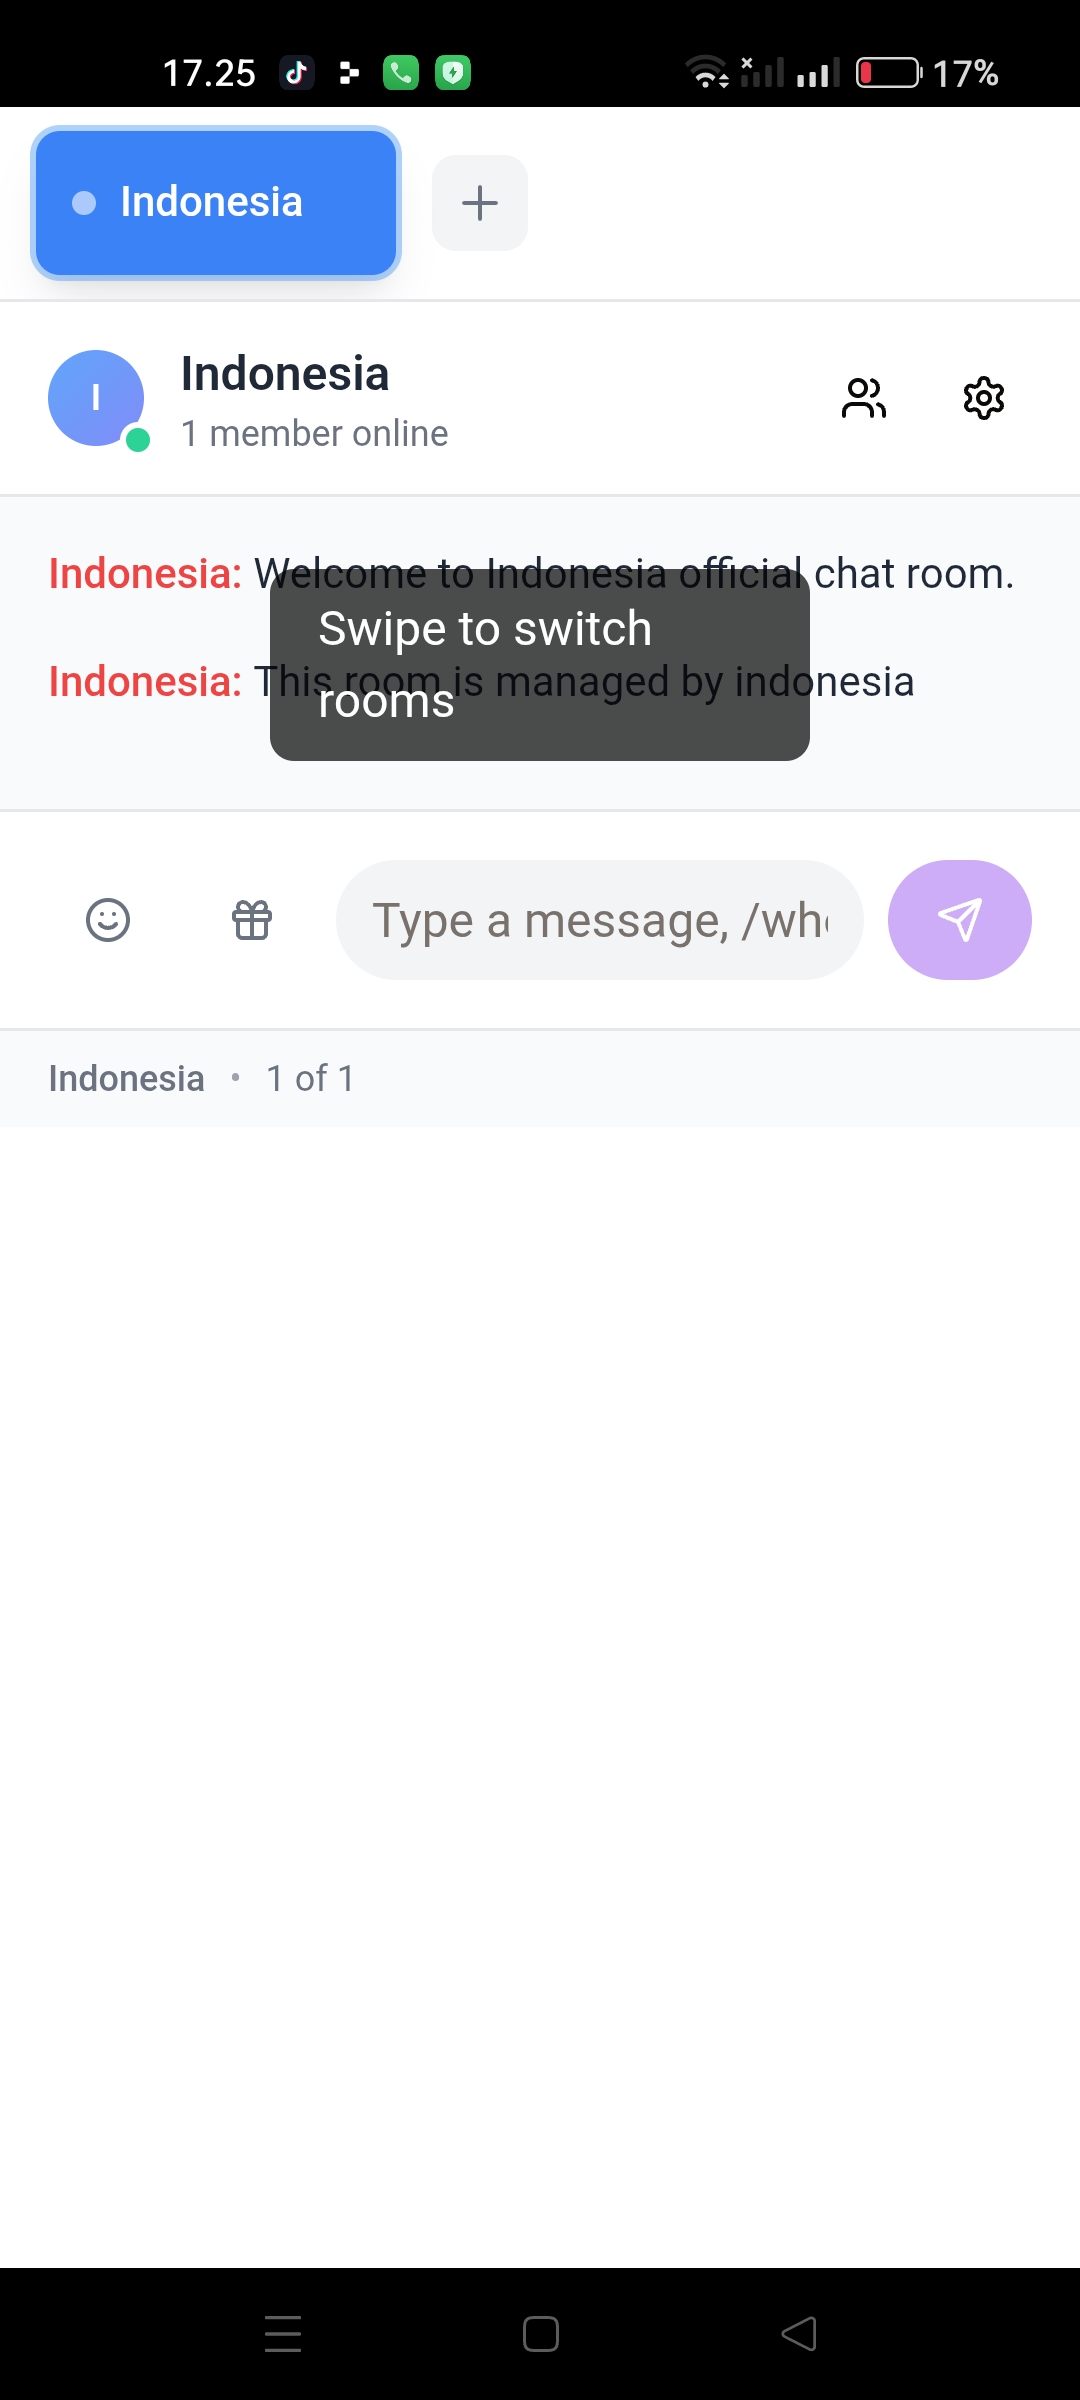 17.25
17%
Indonesia
I
Indonesia
1 member online
Indonesia: Welcome to Indonesia official chat room.
Swipe to switch
Indonesia: This room is managed by indonesia
rooms
Type a message, /who
Indonesia • 1 of 1